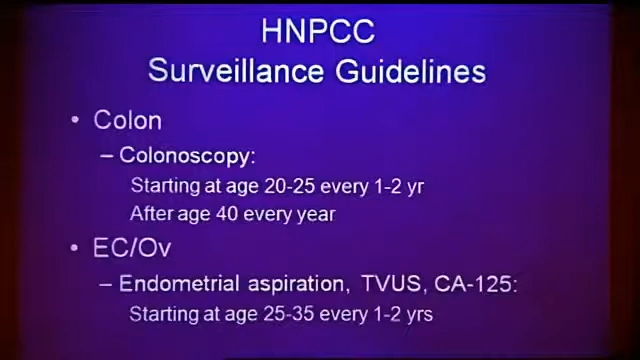 HNPCC
Surveillance Guidelines
• Colon
– Colonoscopy:
Starting at age 20-25 every 1-2 yr
After age 40 every year
• EC/Ov
– Endometrial aspiration, TVUS, CA-125:
Starting at age 25-35 every 1-2 yrs